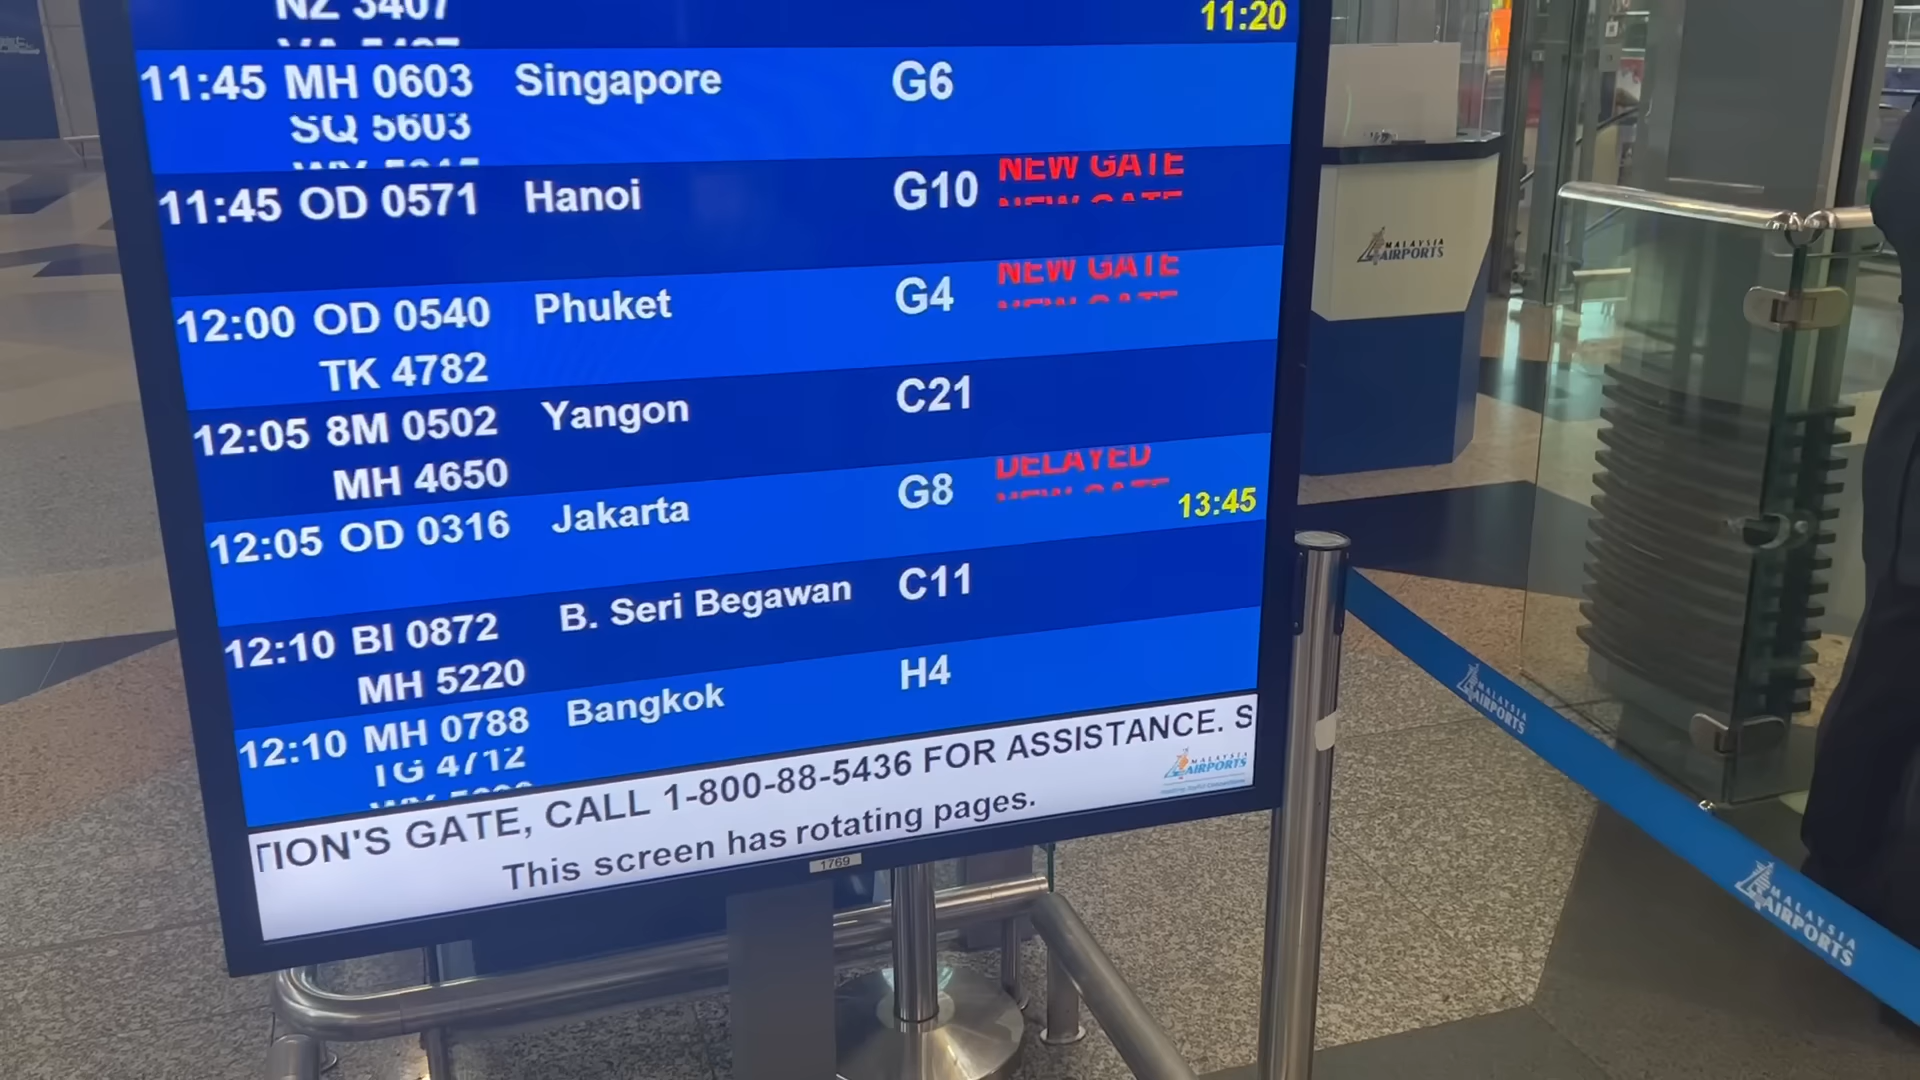 NZ 3407
11:20
11:45 MH 0603 Singapore G6
SQ 5603
11:45 OD 0571 Hanoi G10 NEW GATE
12:00 OD 0540 Phuket G4 NEW GATE
TK 4782
12:05 8M 0502 Yangon C21
MH 4650
12:05 OD 0316 Jakarta G8 DELAYED
13:45
12:10 BI 0872 B. Seri Begawan C11
MH 5220
12:10 MH 0788 Bangkok H4
TG 4712
TION'S GATE, CALL 1-800-88-5436 FOR ASSISTANCE. S
MALAYSIA
AIRPORTS
This screen has rotating pages.
1769
MALAYSIA
AIRPORTS
MALAYSIA
AIRPORTS
MALAYSIA
AIRPORTS